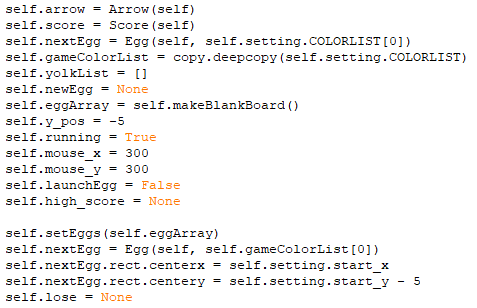 self.arrow = Arrow(self)
self.score = Score(self)
self.nextEgg = Egg(self, self.setting.COLORLIST[0])
self.gameColorList = copy.deepcopy(self.setting.COLORLIST)
self.yolkList = []
self.newEgg = None
self.eggArray = self.makeBlankBoard()
self.y_pos = -5
self.running = True
self.mouse_x = 300
self.mouse_y = 300
self.launchEgg = False
self.high_score = None
self.setEggs(self.eggArray)
self.nextEgg = Egg(self, self.gameColorList[0])
self.nextEgg.rect.centerx = self.setting.start_x
self.nextEgg.rect.centery = self.setting.start_y - 5
self.lose = None